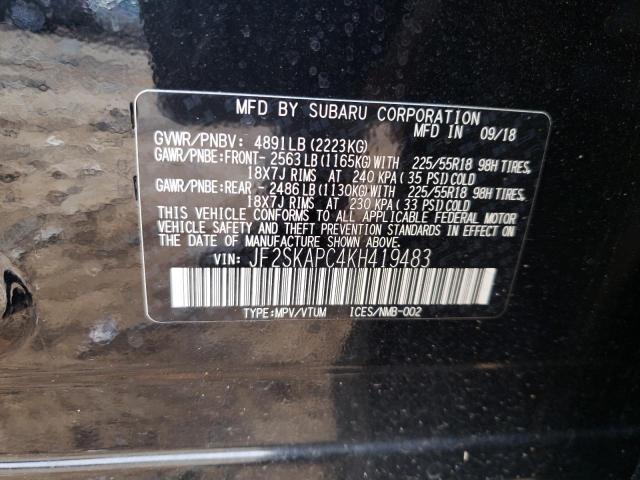 MFD BY SUBARU CORPORATION
MFD IN 09/18
GVWR/PNBV: 4891LB (2223KG)
GAWR/PNBE:FRONT- 2563LB (1165KG) WITH 225/55R18 98H TIRES,
18X7J RIMS AT 240 KPA (35 PSI) COLD
GAWR/PNBE:REAR - 2486LB (1130KG) WITH 225/55R18 98H TIRES,
18X7J RIMS AT 230 KPA (33 PSI) COLD
THIS VEHICLE CONFORMS TO ALL APPLICABLE FEDERAL MOTOR
VEHICLE SAFETY AND THEFT PREVENTION STANDARDS
IN EFFECT ON THE DATE OF MANUFACTURE SHOWN ABOVE.
VIN: JF2SKAPC4KH419483
TYPE:MPV/VTUM ICES/NMB-002